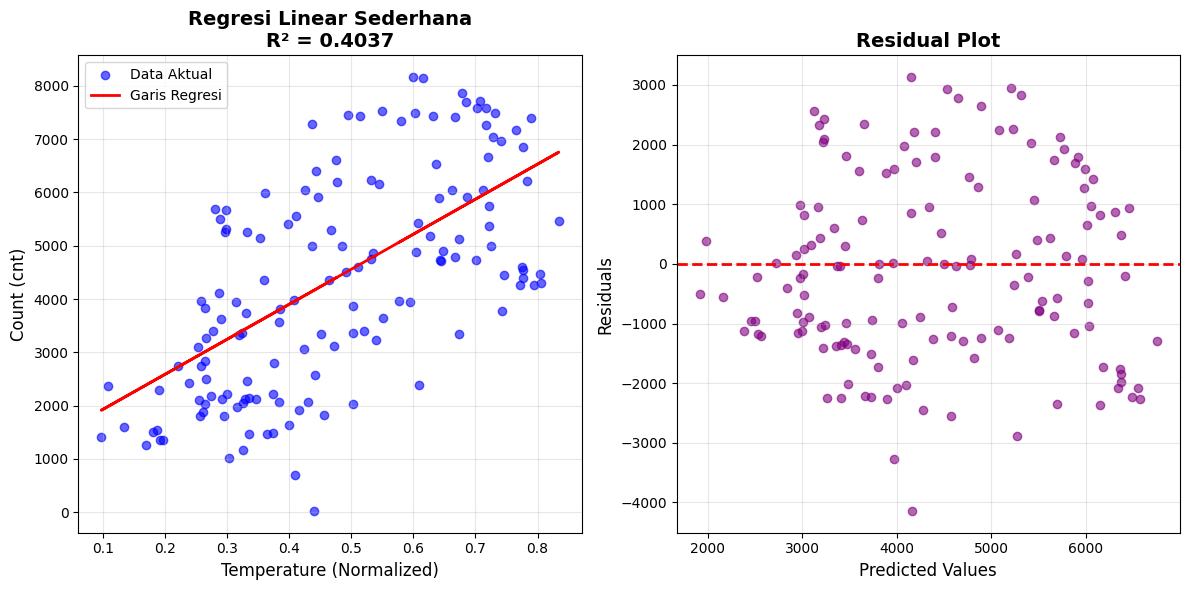 Regresi Linear Sederhana
R² = 0.4037
Data Aktual
Garis Regresi
8000
7000
6000
5000
4000
3000
2000
1000
0
Count (cnt)
0.1 0.2 0.3 0.4 0.5 0.6 0.7 0.8
Temperature (Normalized)
Residual Plot
3000
2000
1000
0
−1000
−2000
−3000
−4000
Residuals
2000 3000 4000 5000 6000
Predicted Values